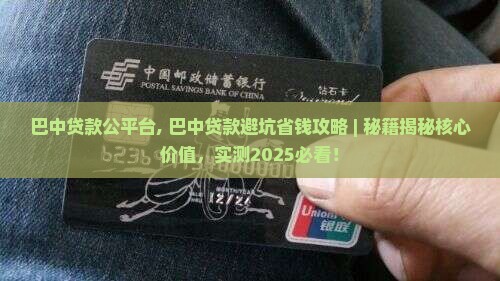 中国邮政储蓄银行
钻石卡
POSTAL SAVINGS BANK OF CHINA
巴中贷款公平台, 巴中贷款避坑省钱攻略 | 秘籍揭秘核心
价值，实测2025必看！
MONTH/YEAR
UnionPay
银联